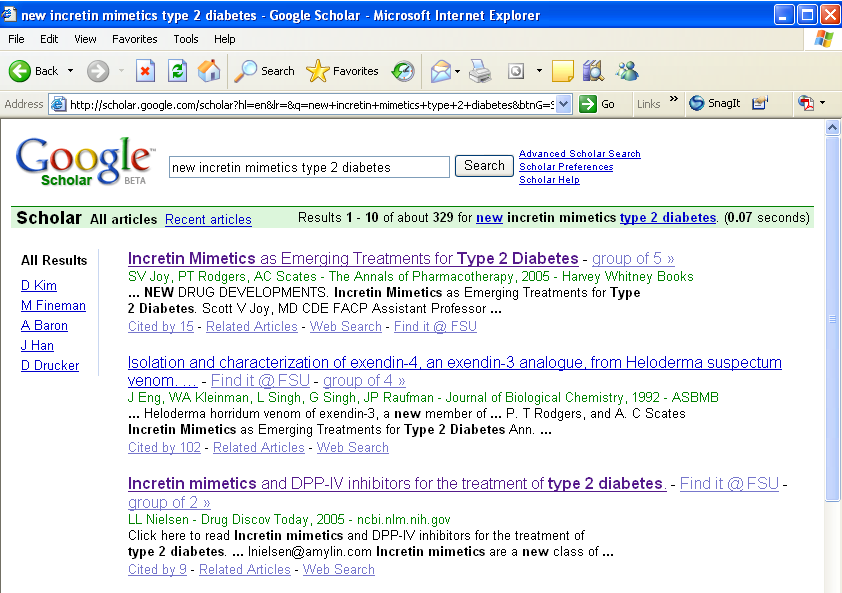 new incretin mimetics type 2 diabetes - Google Scholar - Microsoft Internet Explorer
File Edit View Favorites Tools Help
Back Search Favorites
Address http://scholar.google.com/scholar?hl=en&lr=&q=new+incretin+mimetics+type+2+diabetes&btnG=S Go Links » SnagIt
Google™
Scholar BETA
new incretin mimetics type 2 diabetes Search
Advanced Scholar Search
Scholar Preferences
Scholar Help
Scholar All articles Recent articles Results 1 - 10 of about 329 for new incretin mimetics type 2 diabetes. (0.07 seconds)
All Results
D Kim
M Fineman
A Baron
J Han
D Drucker
Incretin Mimetics as Emerging Treatments for Type 2 Diabetes - group of 5 »
SV Joy, PT Rodgers, AC Scates - The Annals of Pharmacotherapy, 2005 - Harvey Whitney Books
... NEW DRUG DEVELOPMENTS. Incretin Mimetics as Emerging Treatments for Type
2 Diabetes. Scott V Joy, MD CDE FACP Assistant Professor ...
Cited by 15 - Related Articles - Web Search - Find it @ FSU
Isolation and characterization of exendin-4, an exendin-3 analogue, from Heloderma suspectum
venom. ... - Find it @ FSU - group of 4 »
J Eng, WA Kleinman, L Singh, G Singh, JP Raufman - Journal of Biological Chemistry, 1992 - ASBMB
... Heloderma horridum venom of exendin-3, a new member of ... P. T Rodgers, and A. C Scates
Incretin Mimetics as Emerging Treatments for Type 2 Diabetes Ann. ...
Cited by 102 - Related Articles - Web Search
Incretin mimetics and DPP-IV inhibitors for the treatment of type 2 diabetes. - Find it @ FSU -
group of 2 »
LL Nielsen - Drug Discov Today, 2005 - ncbi.nlm.nih.gov
Click here to read Incretin mimetics and DPP-IV inhibitors for the treatment of
type 2 diabetes. ... lnielsen@amylin.com Incretin mimetics are a new class of ...
Cited by 9 - Related Articles - Web Search